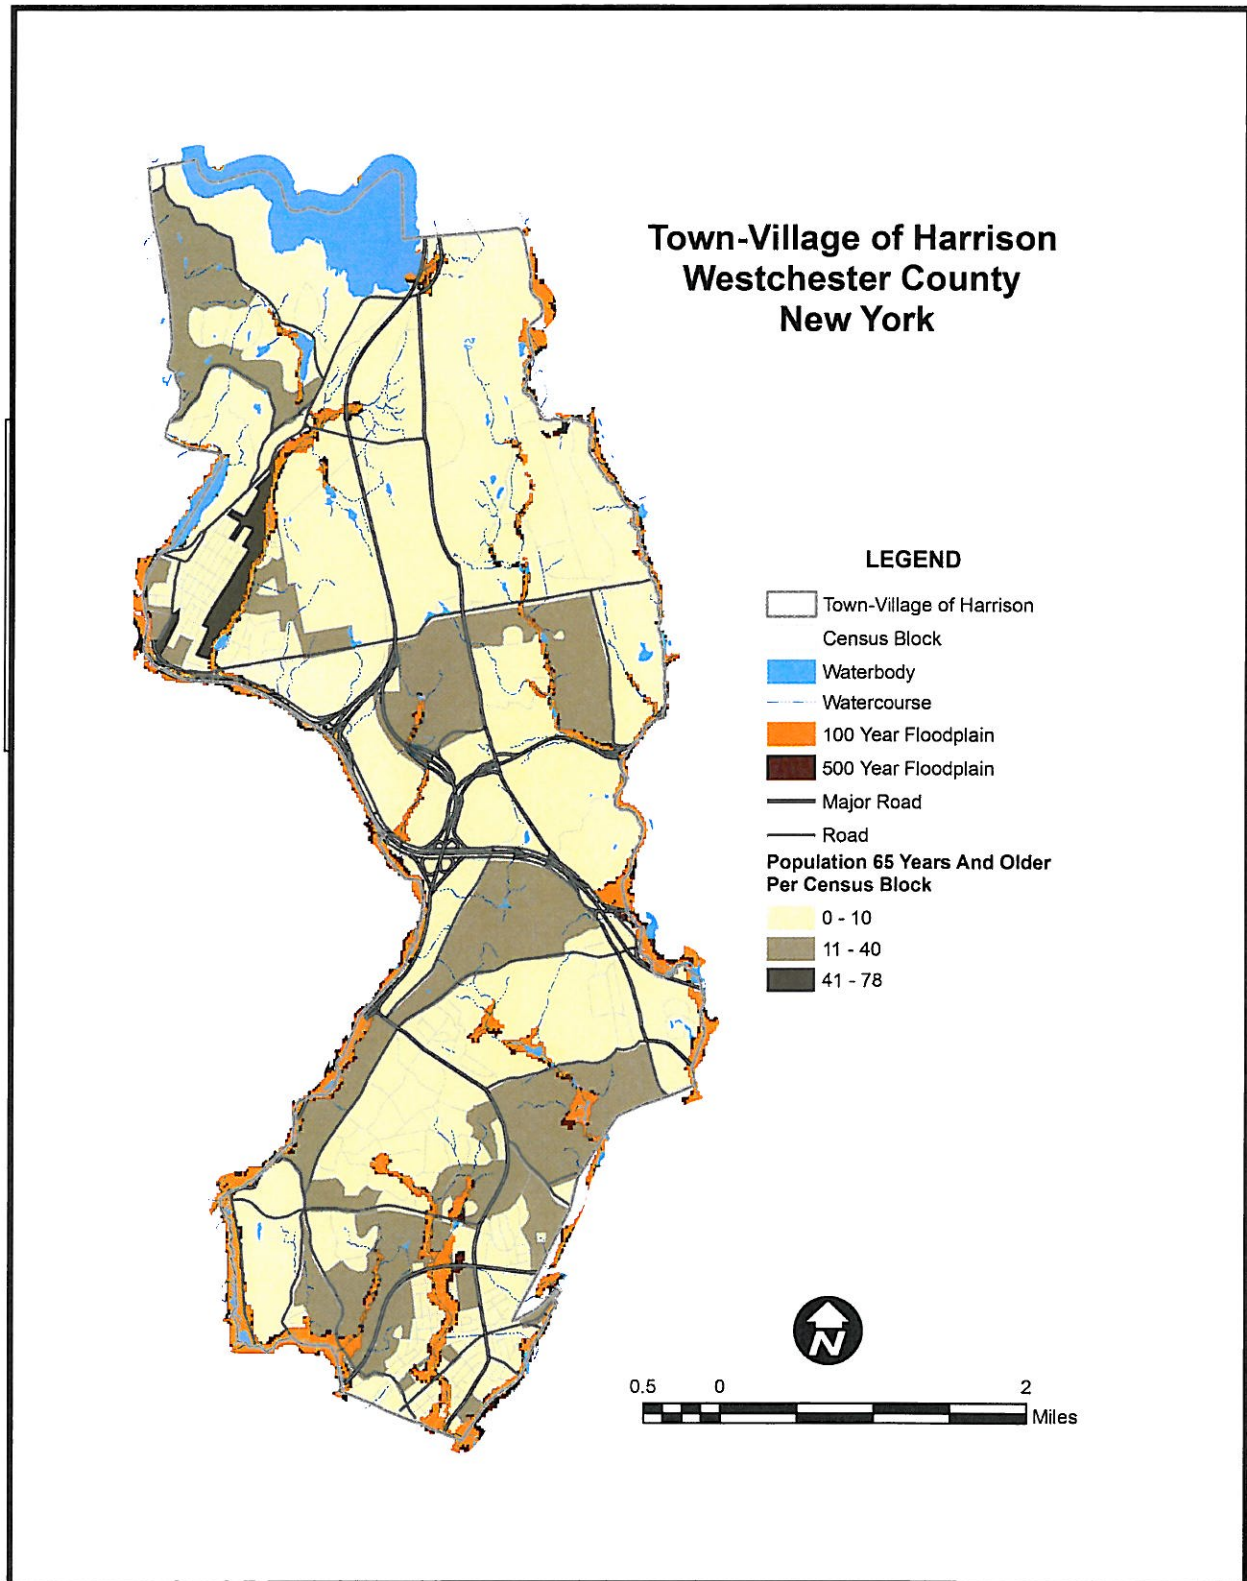 Town-Village of Harrison
Westchester County
New York
LEGEND
Town-Village of Harrison
Census Block
Waterbody
Watercourse
100 Year Floodplain
500 Year Floodplain
Major Road
Road
Population 65 Years And Older
Per Census Block
0 - 10
11 - 40
41 - 78
N
0.5 0 2
Miles